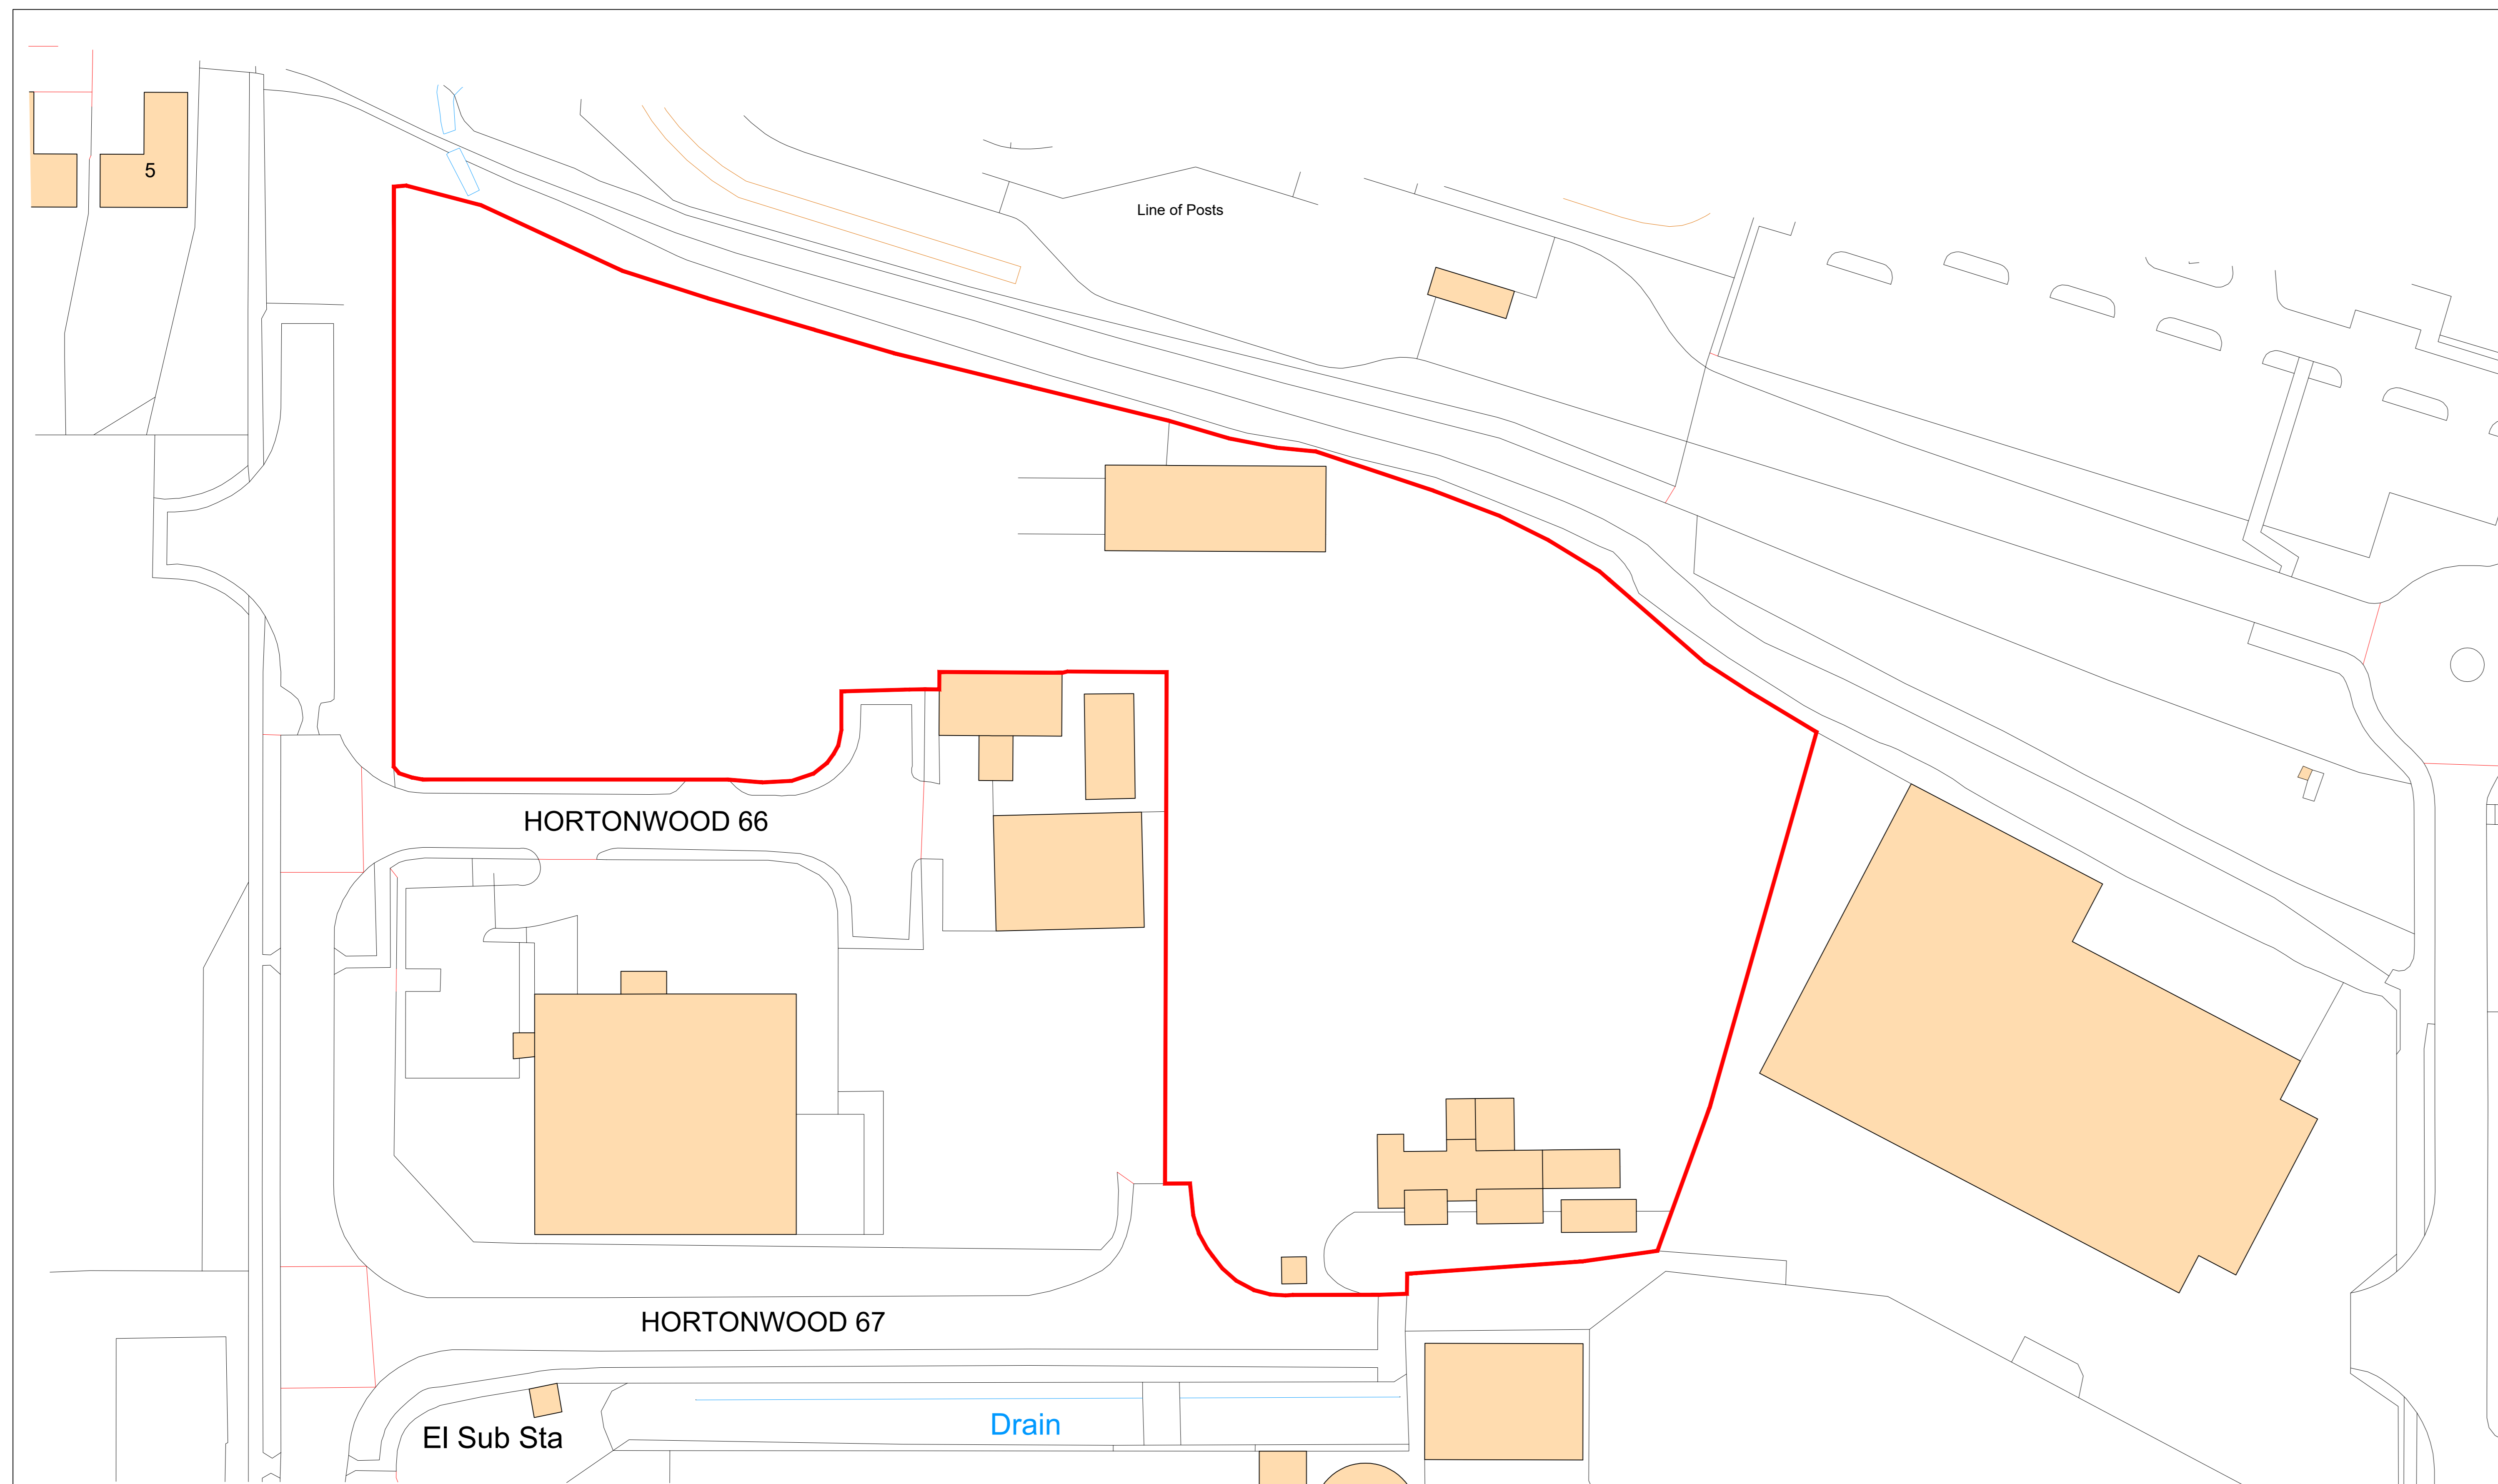 5
Line of Posts
HORTONWOOD 66
HORTONWOOD 67
El Sub Sta
Drain